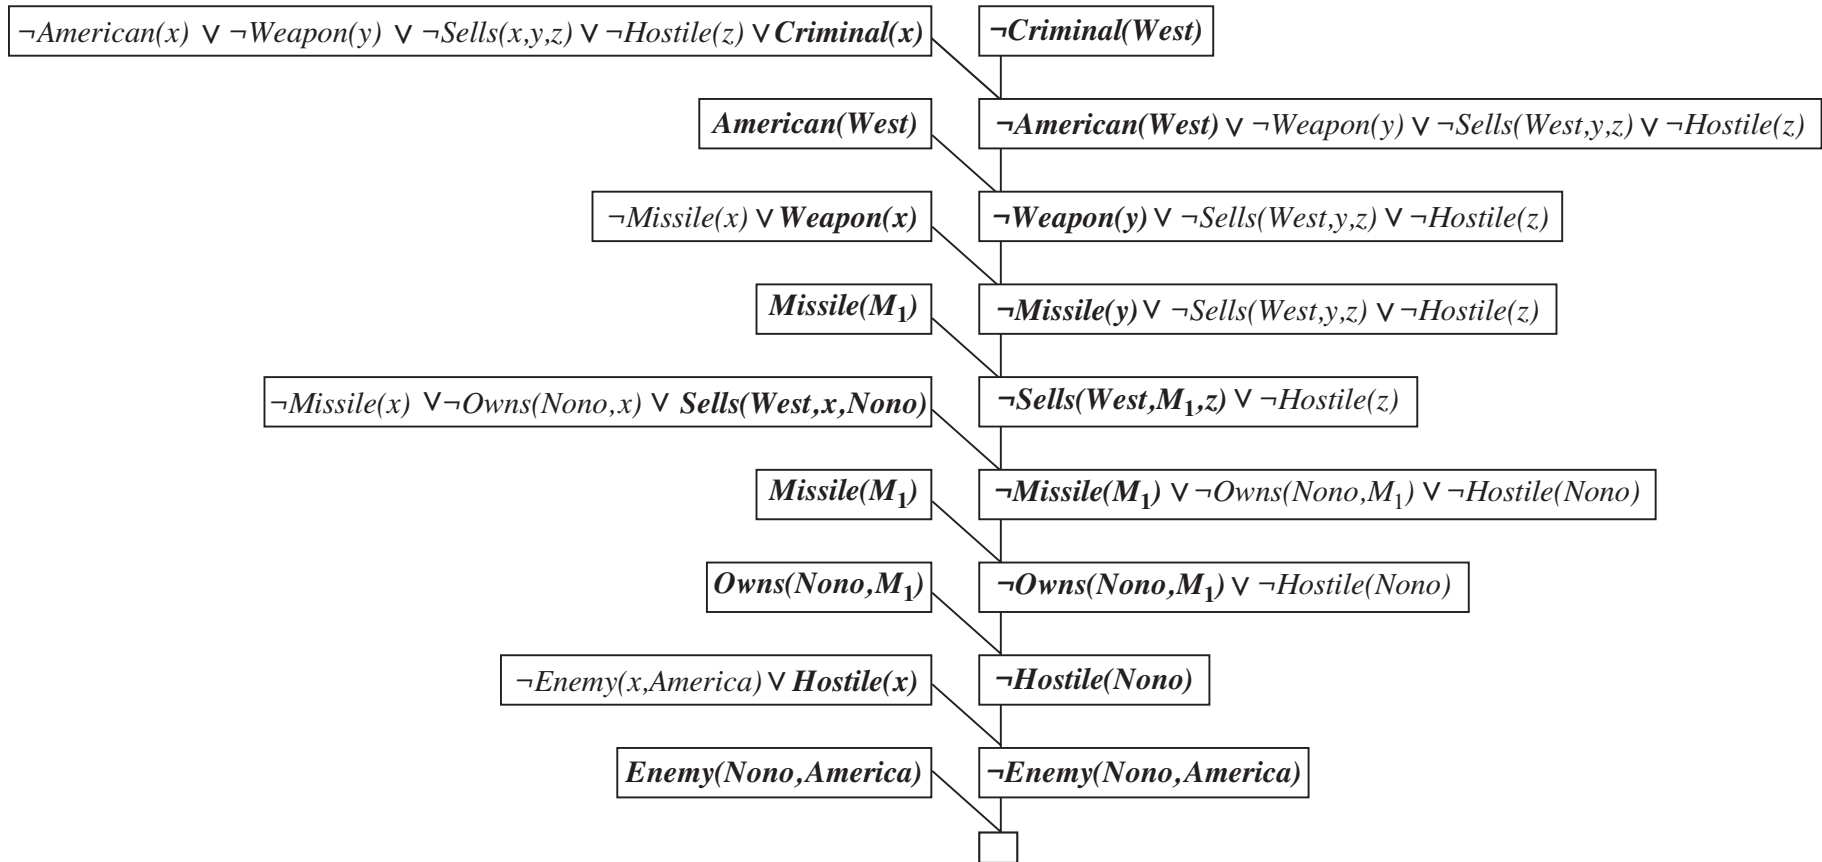 ¬American(x) ∨ ¬Weapon(y) ∨ ¬Sells(x,y,z) ∨ ¬Hostile(z) ∨ Criminal(x)
¬Criminal(West)
American(West)
¬American(West) ∨ ¬Weapon(y) ∨ ¬Sells(West,y,z) ∨ ¬Hostile(z)
¬Missile(x) ∨ Weapon(x)
¬Weapon(y) ∨ ¬Sells(West,y,z) ∨ ¬Hostile(z)
Missile(M₁)
¬Missile(y) ∨ ¬Sells(West,y,z) ∨ ¬Hostile(z)
¬Missile(x) ∨ ¬Owns(Nono,x) ∨ Sells(West,x,Nono)
¬Sells(West,M₁,z) ∨ ¬Hostile(z)
Missile(M₁)
¬Missile(M₁) ∨ ¬Owns(Nono,M₁) ∨ ¬Hostile(Nono)
Owns(Nono,M₁)
¬Owns(Nono,M₁) ∨ ¬Hostile(Nono)
¬Enemy(x,America) ∨ Hostile(x)
¬Hostile(Nono)
Enemy(Nono,America)
¬Enemy(Nono,America)